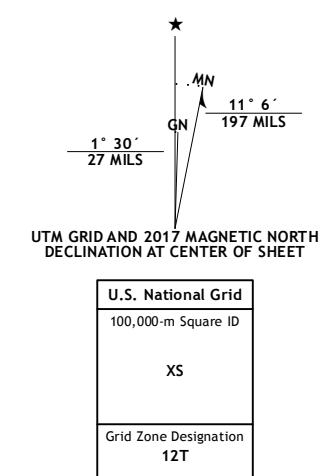 ★
MN
11° 6´
197 MILS
GN
1° 30´
27 MILS
UTM GRID AND 2017 MAGNETIC NORTH
DECLINATION AT CENTER OF SHEET
U.S. National Grid
100,000-m Square ID
XS
Grid Zone Designation
12T